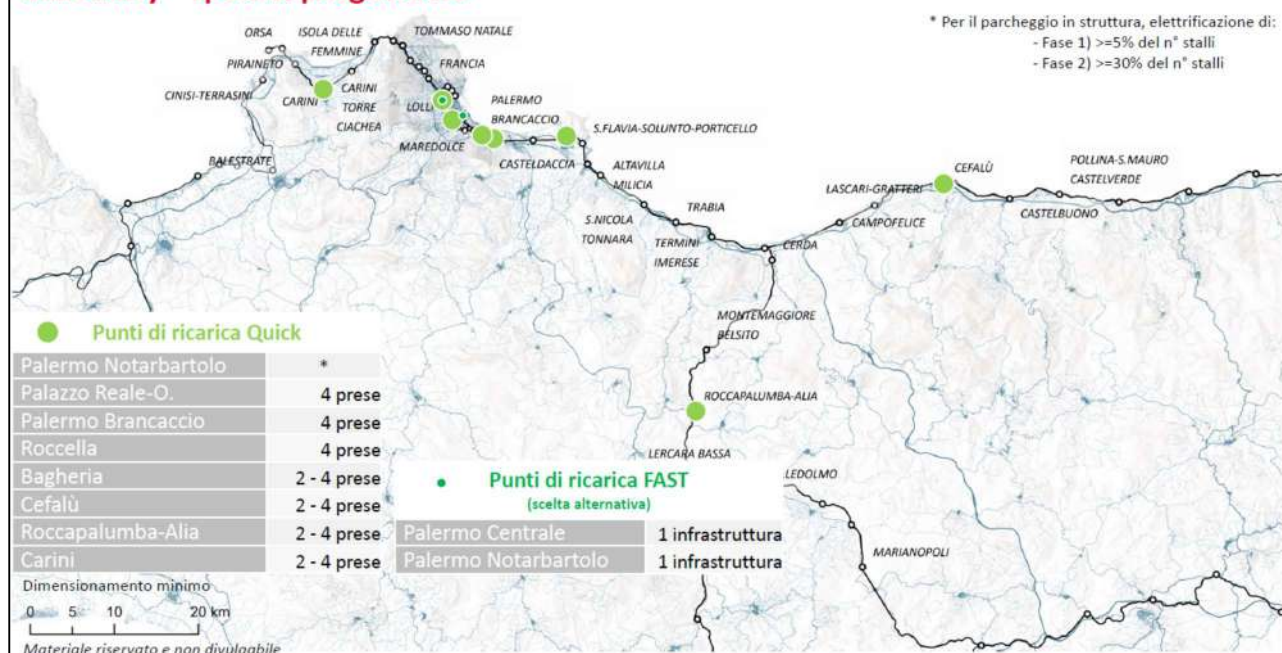 * Per il parcheggio in struttura, elettrificazione di:
- Fase 1) >=5% del n° stalli
- Fase 2) >=30% del n° stalli
ORSA
ISOLA DELLE
FEMMINE
TOMMASO NATALE
PIRAINETO
FRANCIA
CINISI-TERRASINI
CARINI
CARINI
TORRE
CIACHEA
LOLLI
PALERMO
BRANCACCIO
S.FLAVIA-SOLUNTO-PORTICELLO
MAREDOLCE
CASTELDACCIA
BALESTRATE
ALTAVILLA
MILICIA
CEFALÙ
POLLINA-S.MAURO
CASTELVERDE
LASCARI-GRATTERI
CASTELBUONO
S.NICOLA
TONNARA
TRABIA
CAMPOFELICE
TERMINI
IMERESE
CERDA
MONTEMAGGIORE
BELSITO
ROCCAPALUMBA-ALIA
LERCARA BASSA
LEDOLMO
MARIANOPOLI
Punti di ricarica Quick
Palermo Notarbartolo *
Palazzo Reale-O. 4 prese
Palermo Brancaccio 4 prese
Roccella 4 prese
Bagheria 2 - 4 prese
Cefalù 2 - 4 prese
Roccapalumba-Alia 2 - 4 prese
Carini 2 - 4 prese
Punti di ricarica FAST
(scelta alternativa)
Palermo Centrale 1 infrastruttura
Palermo Notarbartolo 1 infrastruttura
Dimensionamento minimo
0 5 10 20 km
Materiale riservato e non divulgabile